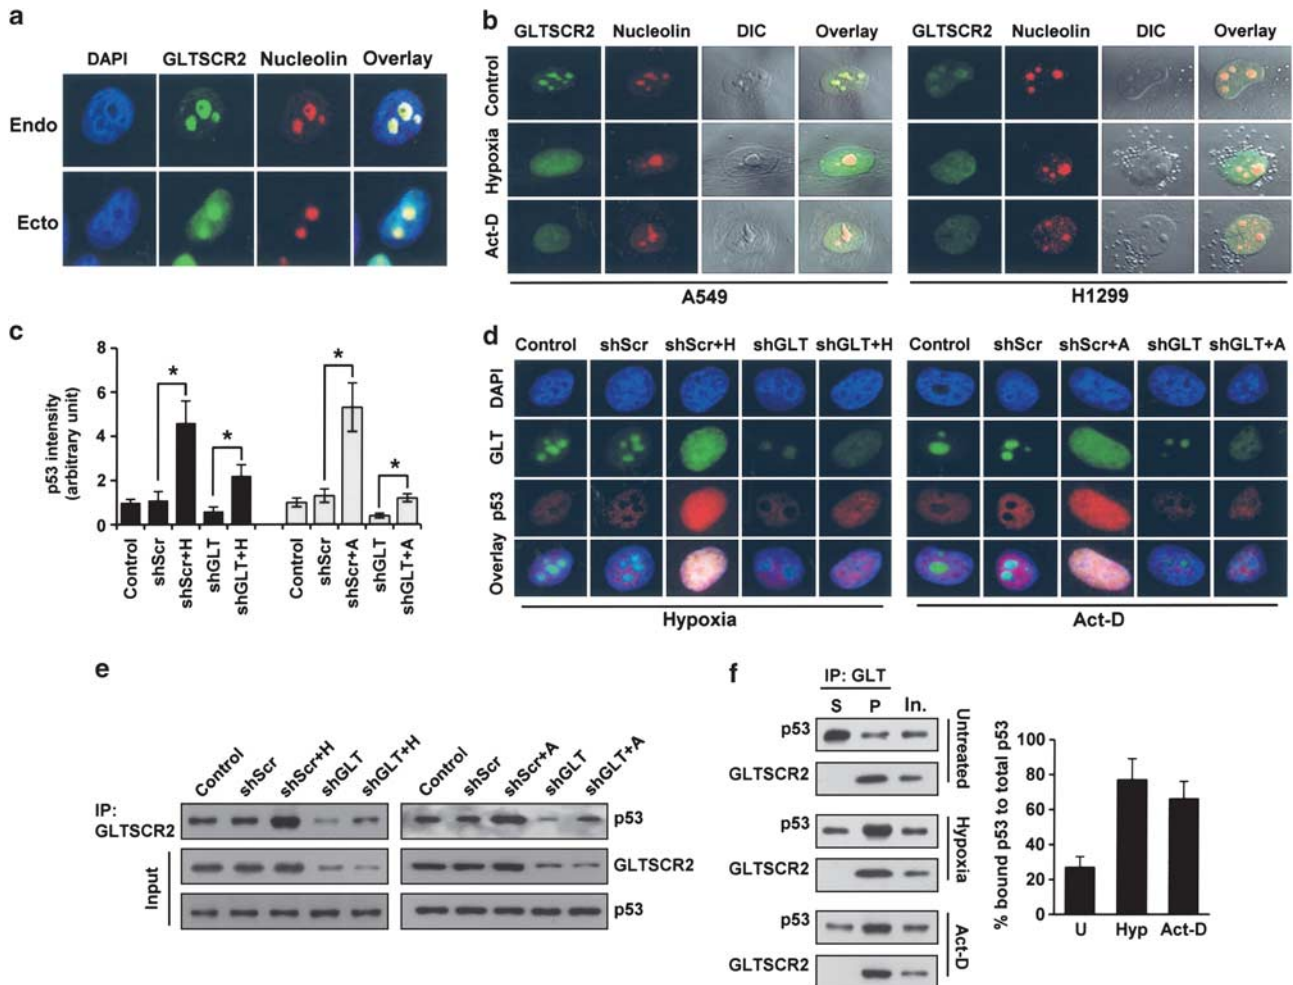 a
DAPI GLTSCR2 Nucleolin Overlay
Endo
Ecto
b
GLTSCR2 Nucleolin DIC Overlay
GLTSCR2 Nucleolin DIC Overlay
Control
Hypoxia
Act-D
A549
H1299
c
p53 intensity
(arbitrary unit)
8
6
4
2
0
* * * *
Control shScr shScr+H shGLT shGLT+H
Control shScr shScr+A shGLT shGLT+A
d
Control shScr shScr+H shGLT shGLT+H
Control shScr shScr+A shGLT shGLT+A
DAPI
GLT
p53
Overlay
Hypoxia
Act-D
e
Control shScr shScr+H shGLT shGLT+H
Control shScr shScr+A shGLT shGLT+A
IP:
GLTSCR2
p53
Input
GLTSCR2
p53
f
IP: GLT
S P In.
p53
GLTSCR2
Untreated
p53
GLTSCR2
Hypoxia
p53
GLTSCR2
Act-D
% bound p53 to total p53
100
80
60
40
20
0
U Hyp Act-D